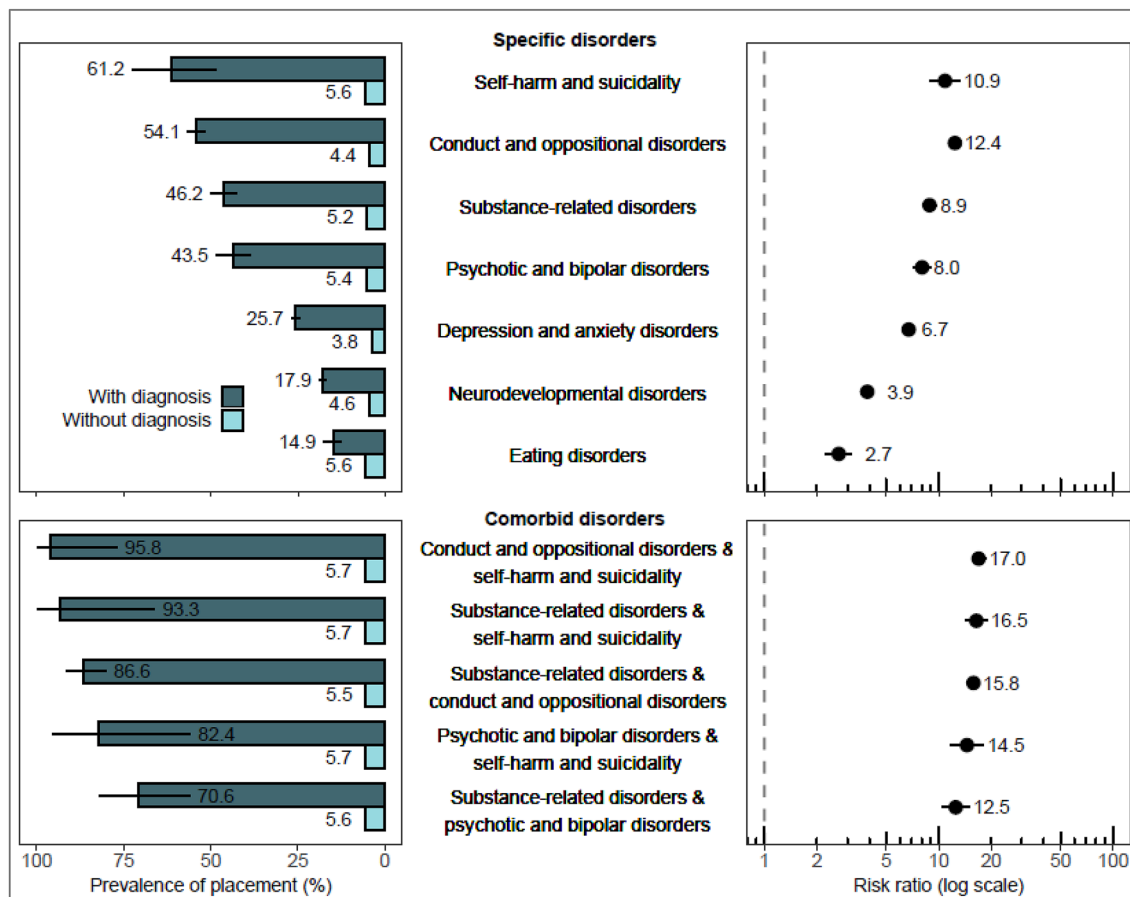 Specific disorders
61.2
5.6
Self-harm and suicidality
10.9
54.1
4.4
Conduct and oppositional disorders
12.4
46.2
5.2
Substance-related disorders
8.9
43.5
5.4
Psychotic and bipolar disorders
8.0
25.7
3.8
Depression and anxiety disorders
6.7
With diagnosis
Without diagnosis
17.9
4.6
Neurodevelopmental disorders
3.9
14.9
5.6
Eating disorders
2.7
Comorbid disorders
95.8
5.7
Conduct and oppositional disorders &
self-harm and suicidality
17.0
93.3
5.7
Substance-related disorders &
self-harm and suicidality
16.5
86.6
5.5
Substance-related disorders &
conduct and oppositional disorders
15.8
82.4
5.7
Psychotic and bipolar disorders &
self-harm and suicidality
14.5
70.6
5.6
Substance-related disorders &
psychotic and bipolar disorders
12.5
100 75 50 25 0
Prevalence of placement (%)
1 2 5 10 20 50 100
Risk ratio (log scale)